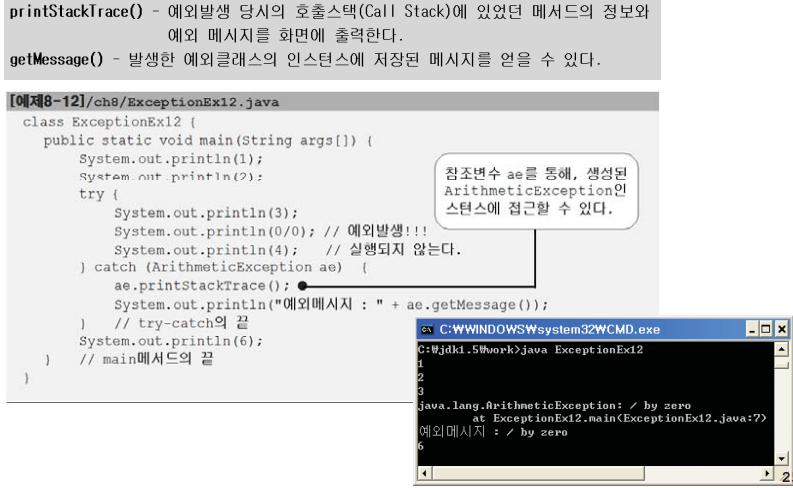 printStackTrace() - 예외발생 당시의 호출스택(Call Stack)에 있었던 메서드의 정보와
예외 메시지를 화면에 출력한다.
getMessage() - 발생한 예외클래스의 인스턴스에 저장된 메시지를 얻을 수 있다.
[예제8-12]/ch8/ExceptionEx12.java
class ExceptionEx12 {
public static void main(String args[]) {
System.out.println(1);
System.out.println(2);
try {
System.out.println(3);
System.out.println(0/0); // 예외발생!!!
System.out.println(4); // 실행되지 않는다.
} catch (ArithmeticException ae) {
ae.printStackTrace();
System.out.println("예외메시지 : " + ae.getMessage());
} // try-catch의 끝
System.out.println(6);
} // main메서드의 끝
}
참조변수 ae를 통해, 생성된
ArithmeticException인
스턴스에 접근할 수 있다.
C:₩WINDOWS₩system32₩CMD.exe
C:₩jdk1.5₩work>java ExceptionEx12
1
2
3
java.lang.ArithmeticException: / by zero
at ExceptionEx12.main(ExceptionEx12.java:7)
예외메시지 : / by zero
6
2